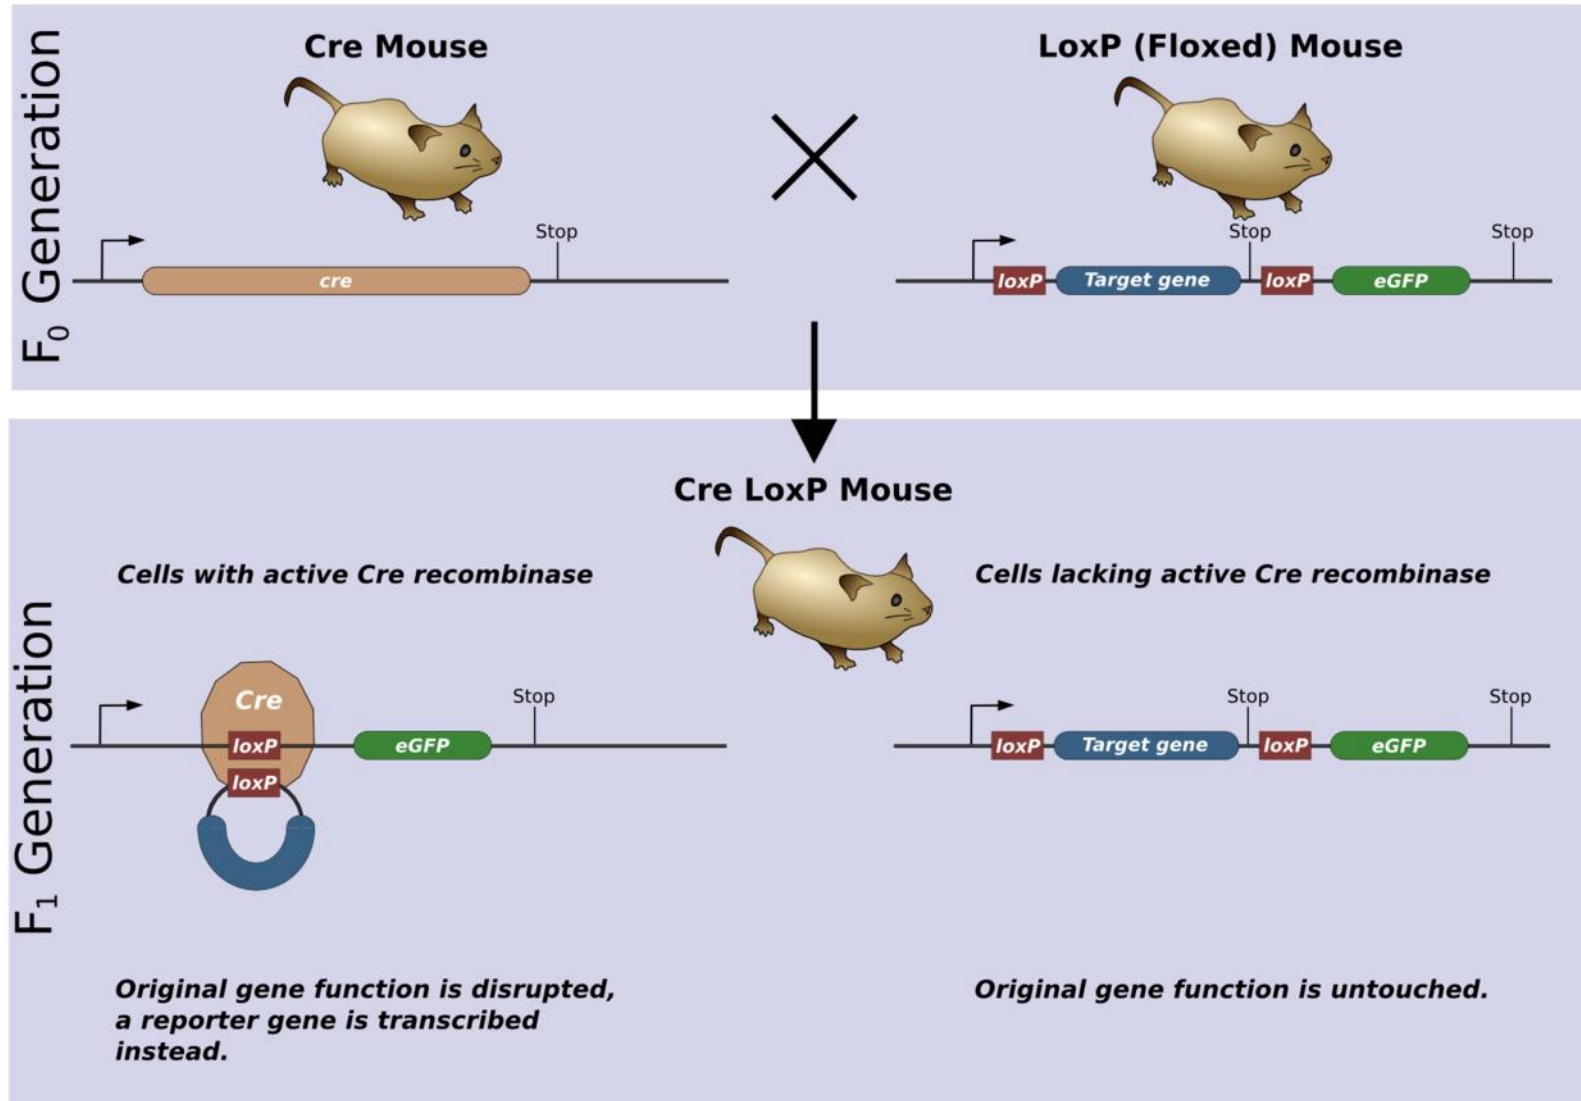 F₀ Generation
Cre Mouse
LoxP (Floxed) Mouse
Stop
cre
Stop
Stop
loxP
Target gene
loxP
eGFP
F₁ Generation
Cre LoxP Mouse
Cells with active Cre recombinase
Cells lacking active Cre recombinase
Cre
loxP
eGFP
Stop
loxP
Stop
Stop
loxP
Target gene
loxP
eGFP
Original gene function is disrupted,
a reporter gene is transcribed
instead.
Original gene function is untouched.